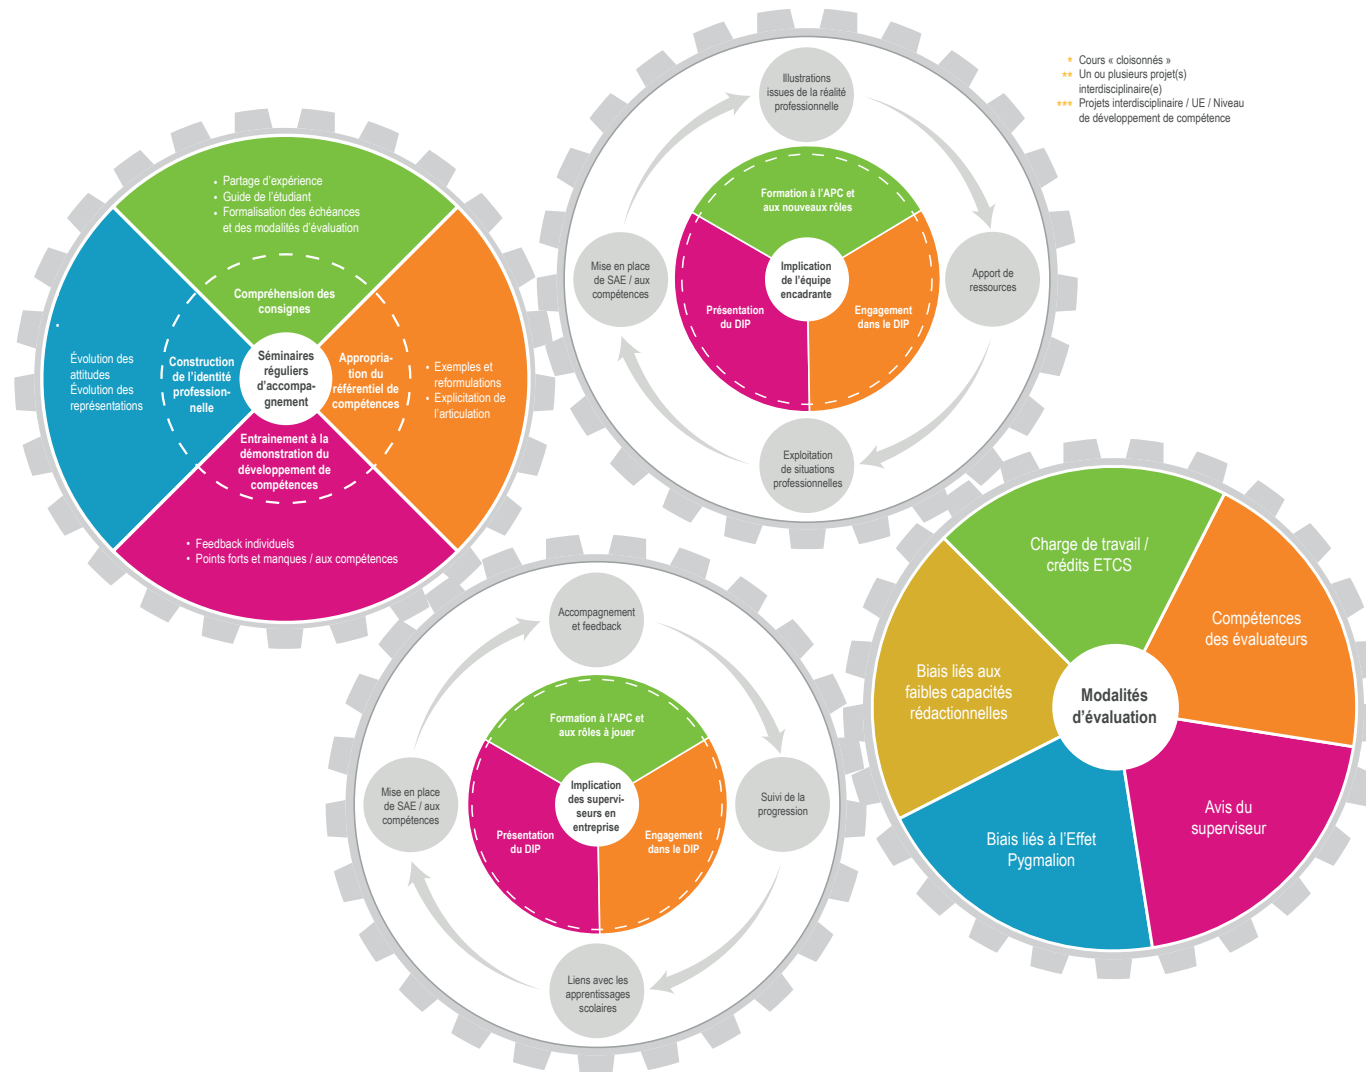 * Cours « cloisonnés »
** Un ou plusieurs projet(s)
interdisciplinaire(e)
*** Projets interdisciplinaire / UE / Niveau
de développement de compétence
• Partage d'expérience
• Guide de l'étudiant
• Formalisation des échéances
et des modalités d'évaluation
Compréhension des
consignes
•
Évolution des
attitudes
Évolution des
représentations
Construction
de l'identité
profession-
nelle
Séminaires
réguliers
d'accompa-
gnement
Appropria-
tion du
référentiel de
compétences
• Exemples et
reformulations
• Explicitation de
l'articulation
Entrainement à la
démonstration du
développement de
compétences
• Feedback individuels
• Points forts et manques / aux compétences
Illustrations
issues de la réalité
professionnelle
Formation à l'APC et
aux nouveaux rôles
Mise en place
de SAE / aux
compétences
Implication
de l'équipe
encadrante
Apport de
ressources
Présentation
du DIP
Engagement
dans le DIP
Exploitation
de situations
professionnelles
Accompagnement
et feedback
Formation à l'APC et
aux rôles à jouer
Mise en place
de SAE / aux
compétences
Implication
des supervi-
seurs en
entreprise
Suivi de la
progression
Présentation
du DIP
Engagement
dans le DIP
Liens avec les
apprentissages
scolaires
Charge de travail /
crédits ETCS
Compétences
des évaluateurs
Biais liés aux
faibles capacités
rédactionnelles
Modalités
d'évaluation
Avis du
superviseur
Biais liés à l'Effet
Pygmalion